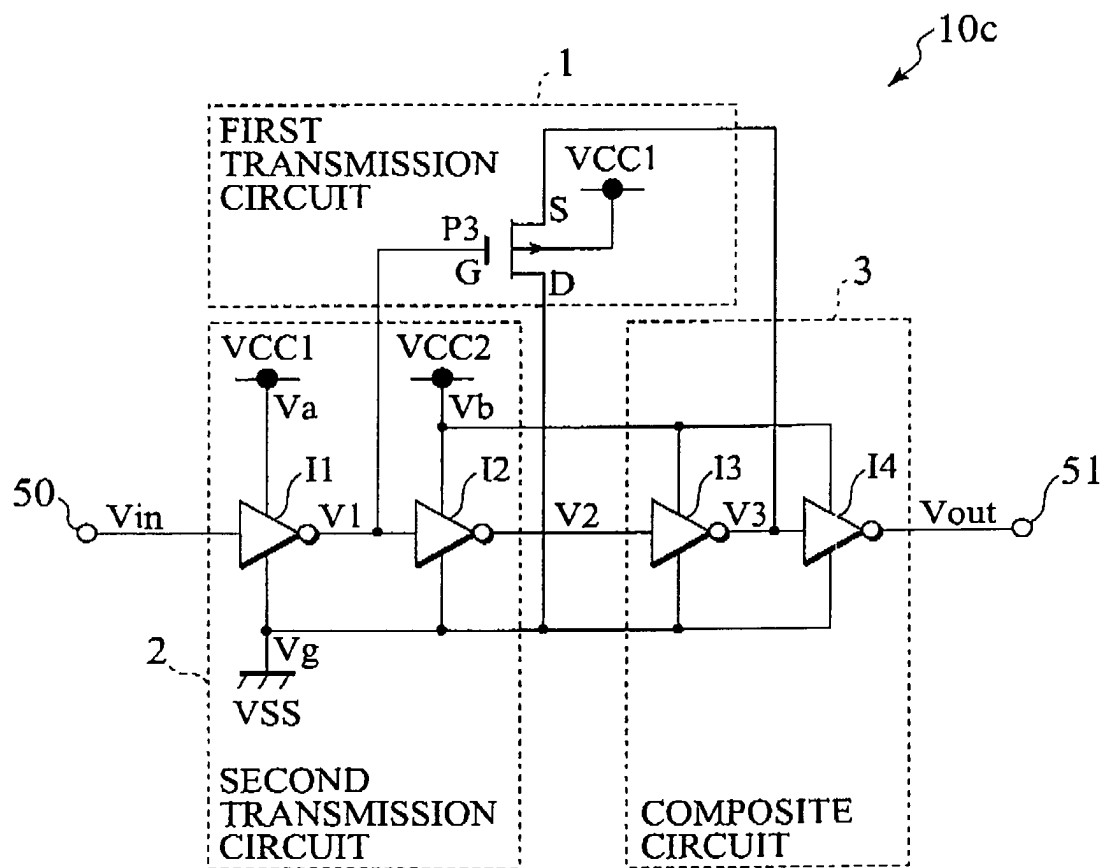 10c
1
FIRST
TRANSMISSION
CIRCUIT
VCC1
S
P3
G
D
3
VCC1
VCC2
Va
Vb
I1
I2
I3
I4
50
Vin
V1
V2
V3
Vout
51
2
Vg
VSS
SECOND
TRANSMISSION
CIRCUIT
COMPOSITE
CIRCUIT